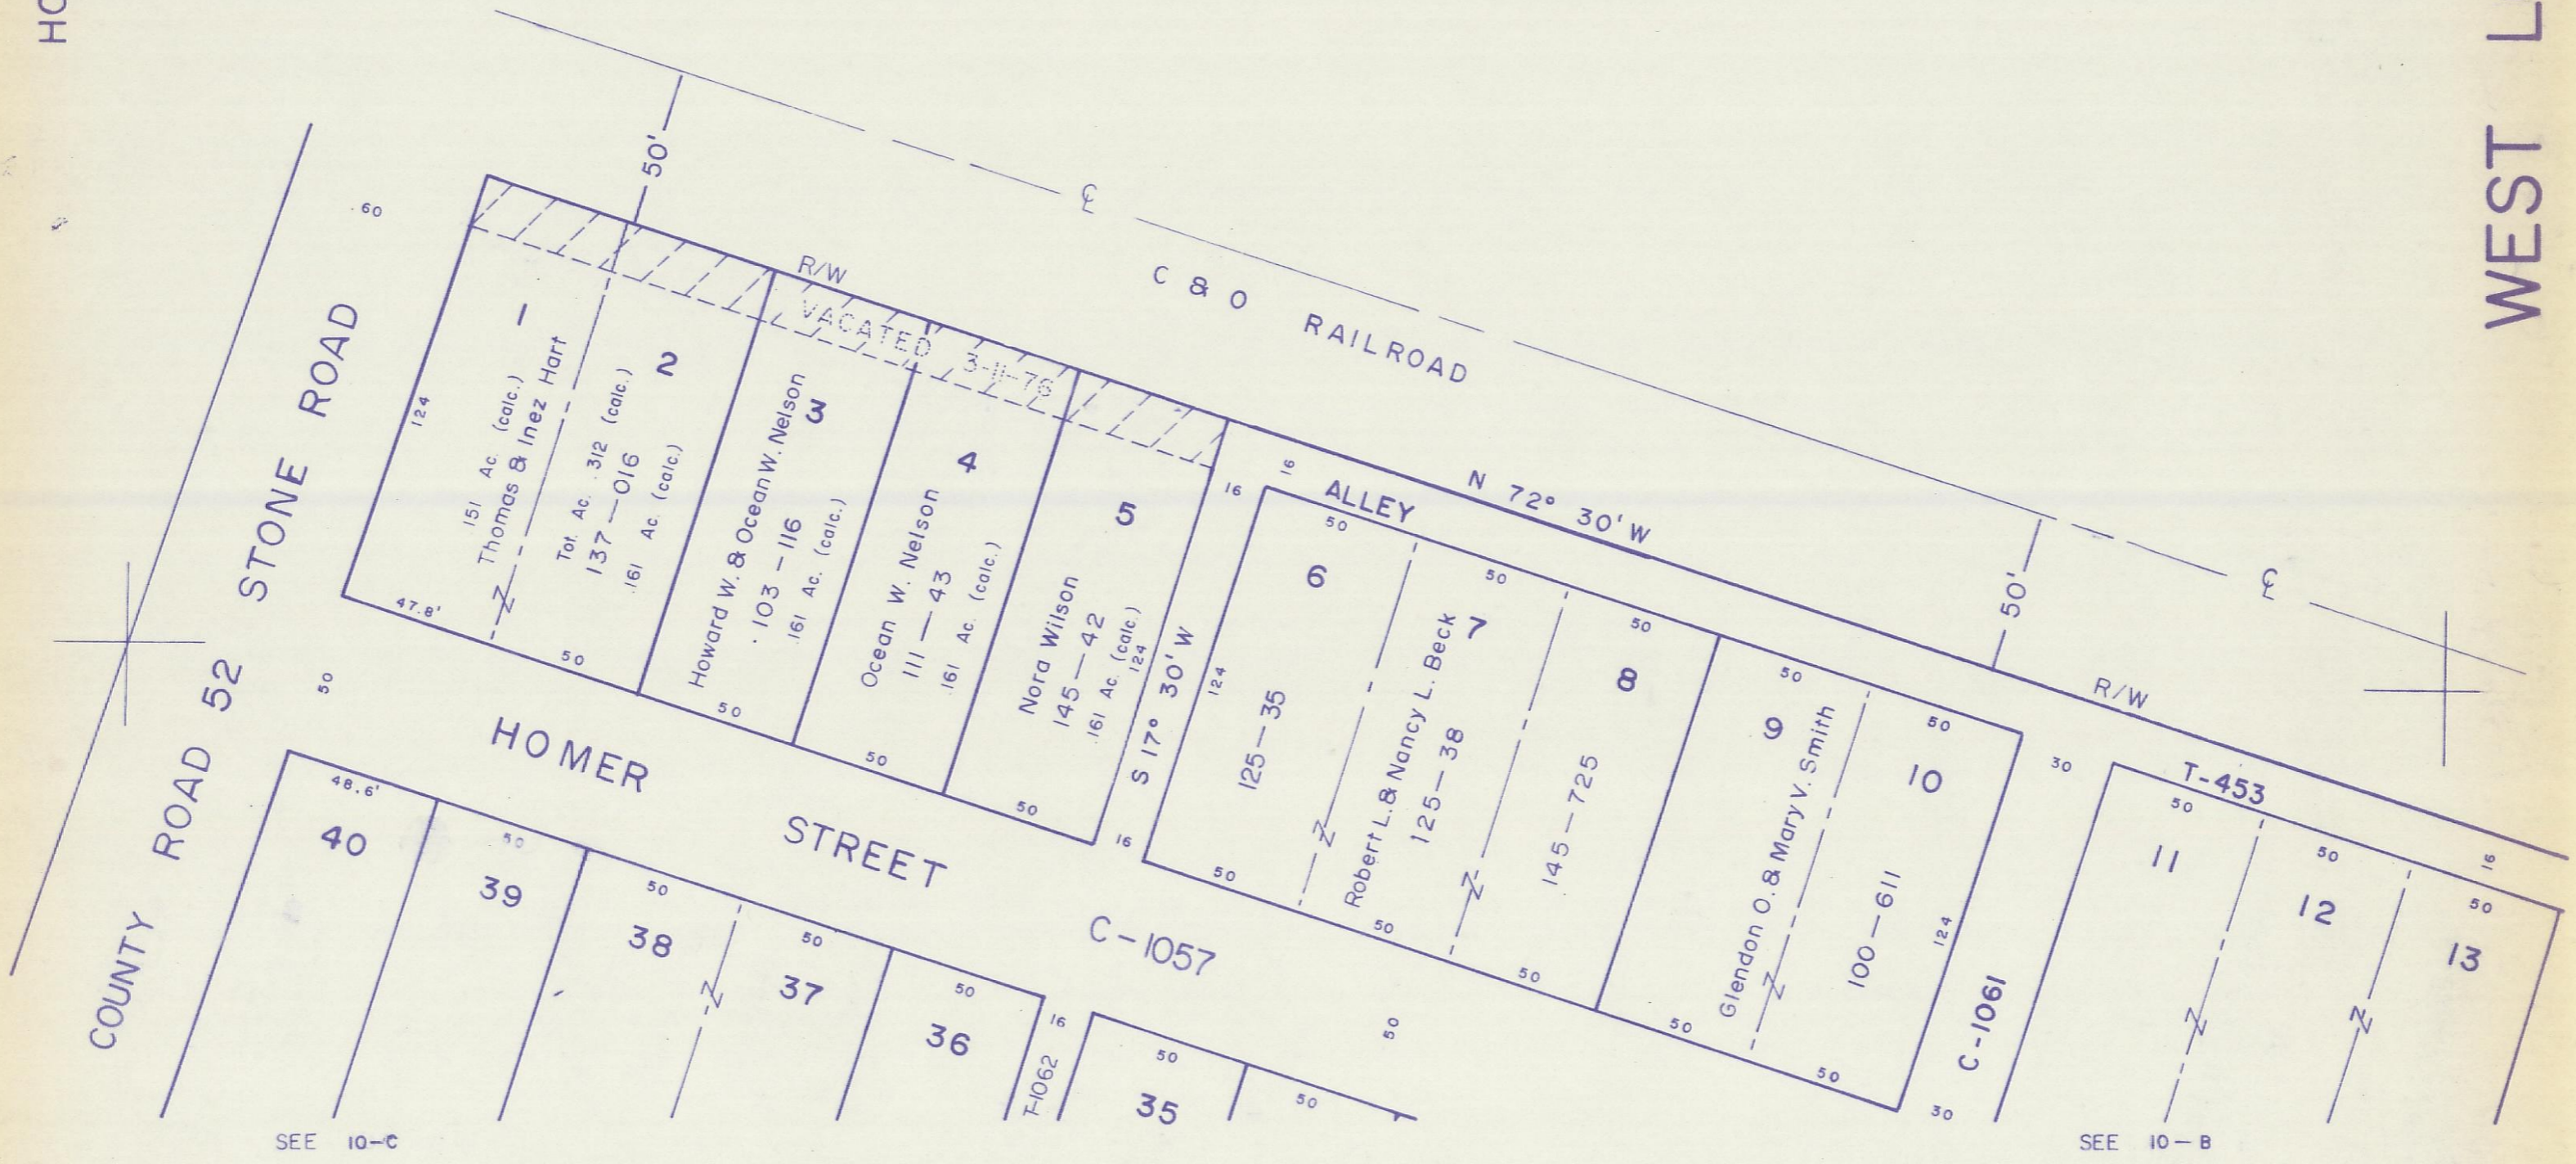 HO
WEST L
50'
℄
C & O RAILROAD
60
R/W
VACATED 3-11-76
COUNTY ROAD 52 STONE ROAD
1
124
.151 Ac. (calc.)
Thomas & Inez Hart
47.8'
Z
2
Tot. Ac. .312 (calc.)
137—016
.161 Ac. (calc.)
50
3
Howard W. & Ocean W. Nelson
103—116
.161 Ac. (calc.)
50
4
Ocean W. Nelson
111—43
.161 Ac. (calc.)
50
5
Nora Wilson
145—42
.161 Ac. (calc.)
124
50
16
S 17° 30' W
16
16
ALLEY
N 72° 30' W
50
6
124
125—35
50
Z
50
7
Robert L. & Nancy L. Beck
125—38
50
Z
50
8
145—725
50
50
9
Glendon O. & Mary V. Smith
50
Z
50
10
100—611
124
50
50'
℄
R/W
30
C-1061
30
T-453
50
11
Z
50
12
Z
16
50
13
50
HOMER STREET
C-1057
50
48.6'
40
50
39
50
38
Z
50
37
50
36
16
T-1062
50
35
50
SEE 10-C
SEE 10-B